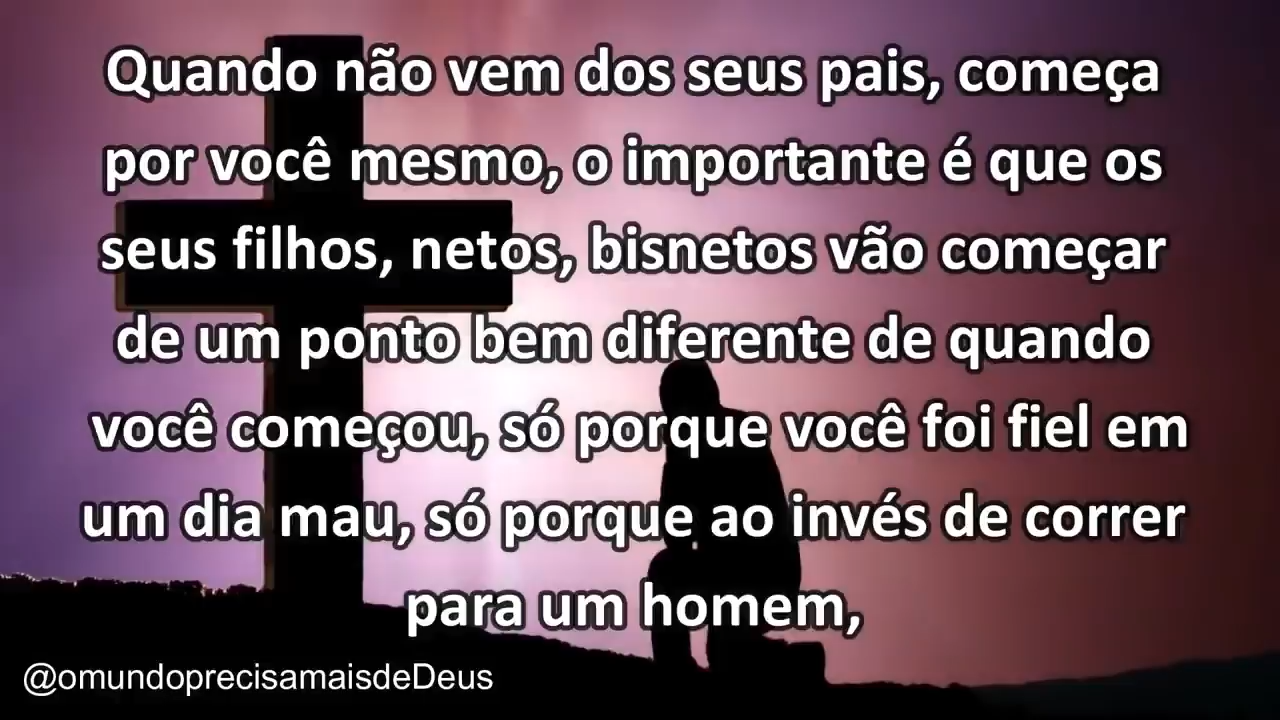 Quando não vem dos seus pais, começa
por você mesmo, o importante é que os
seus filhos, netos, bisnetos vão começar
de um ponto bem diferente de quando
você começou, só porque você foi fiel em
um dia mau, só porque ao invés de correr
para um homem,
@omundoprecisamaisdeDeus